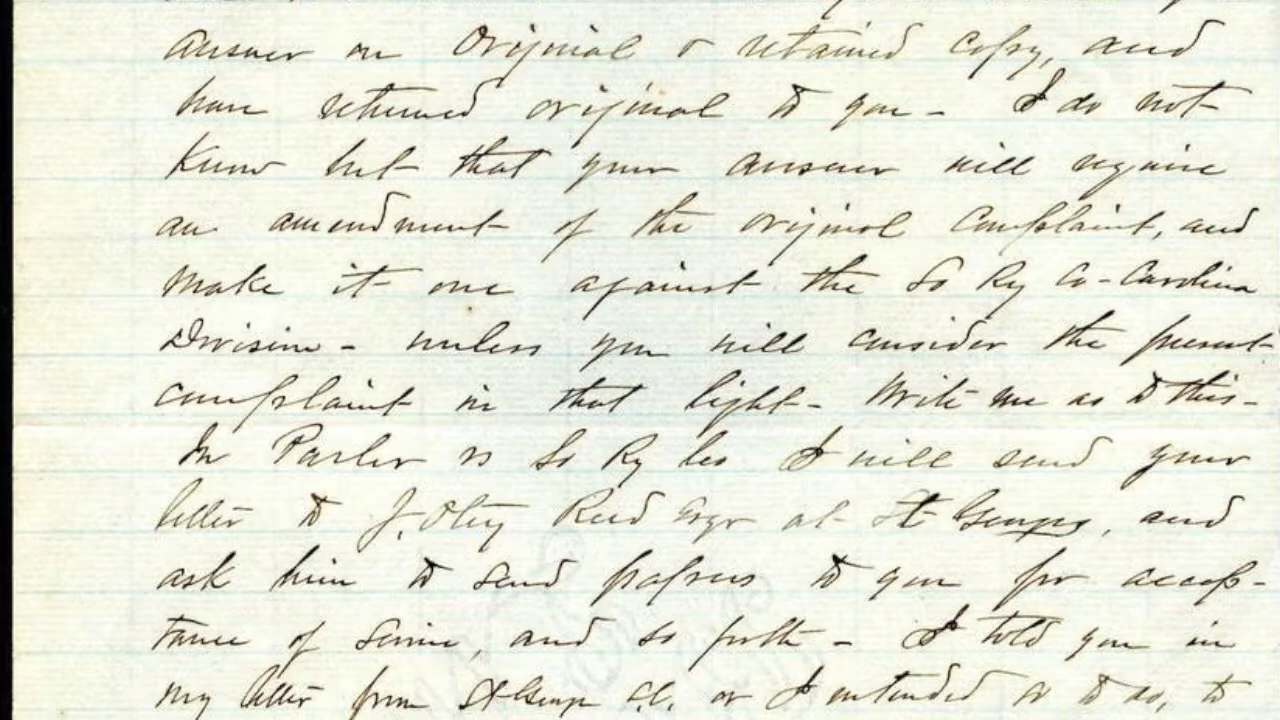 answer on Original & retained copy, and
have returned original to you - I do not
Know but that your answer will require
an amendment of the original Complaint, and
make it one against the So Ry Co - Carolina
Division - unless you will consider the present
complaint in that light - Write me as to this -
In Parler vs So Ry Co I will send your
letter to J. Otey Reed Esqr at St Georges, and
ask him to send papers to you for accep-
tance of service, and so forth - I told you in
my letter from St George S.C. or I intended so to do, to